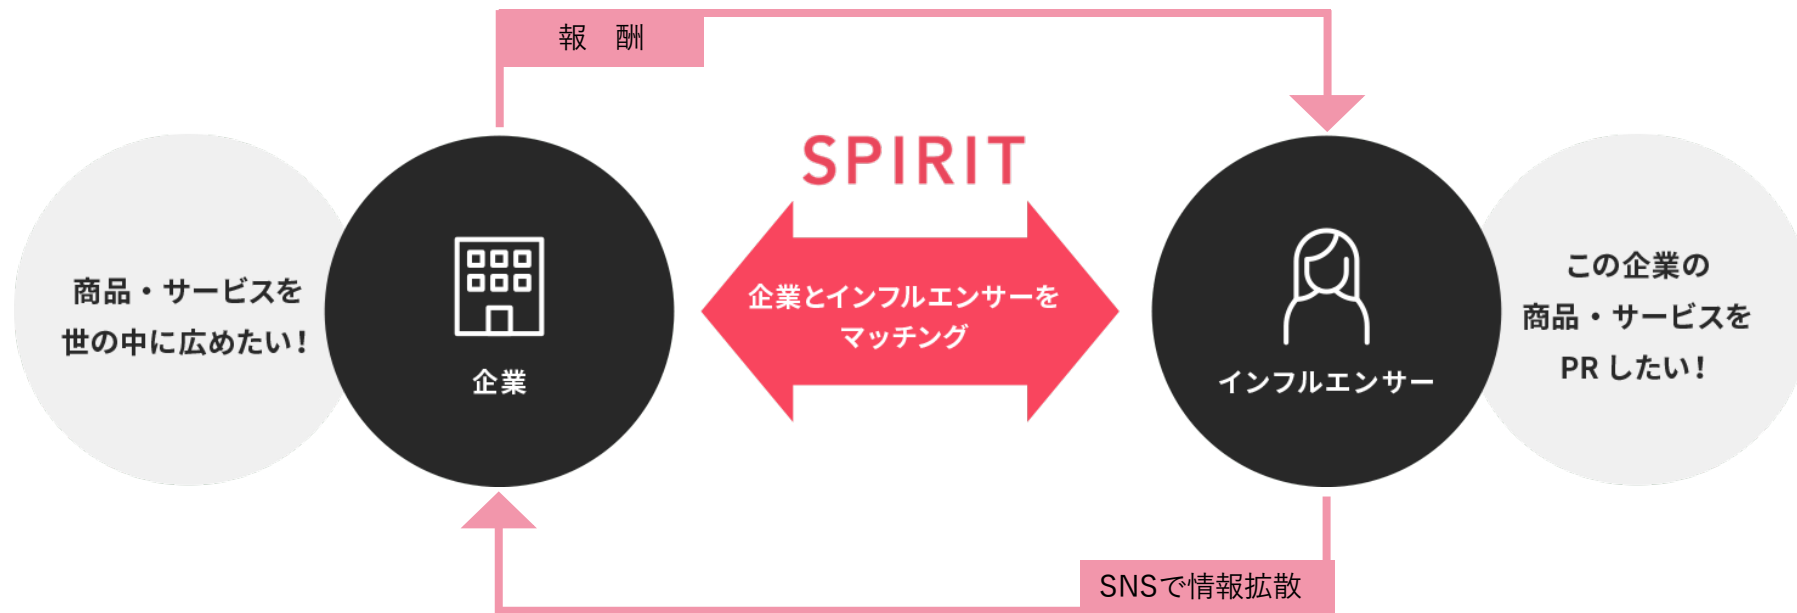 報　酬
SPIRIT
商品・サービスを
世の中に広めたい！
企業
企業とインフルエンサーを
マッチング
インフルエンサー
この企業の
商品・サービスを
PRしたい！
SNSで情報拡散